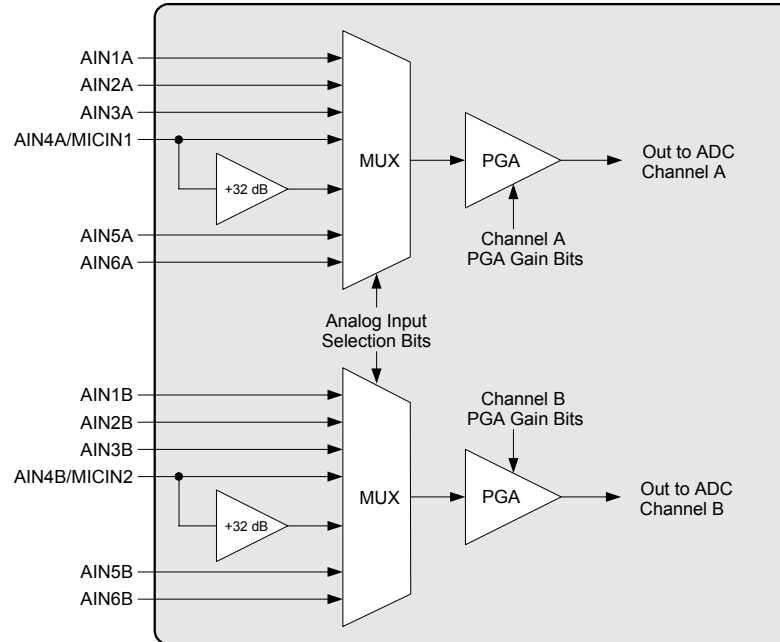 AIN1A
AIN2A
AIN3A
AIN4A/MICIN1
+32 dB
AIN5A
AIN6A
MUX
PGA
Out to ADC
Channel A
Channel A
PGA Gain Bits
Analog Input
Selection Bits
AIN1B
AIN2B
AIN3B
AIN4B/MICIN2
+32 dB
AIN5B
AIN6B
MUX
Channel B
PGA Gain Bits
PGA
Out to ADC
Channel B